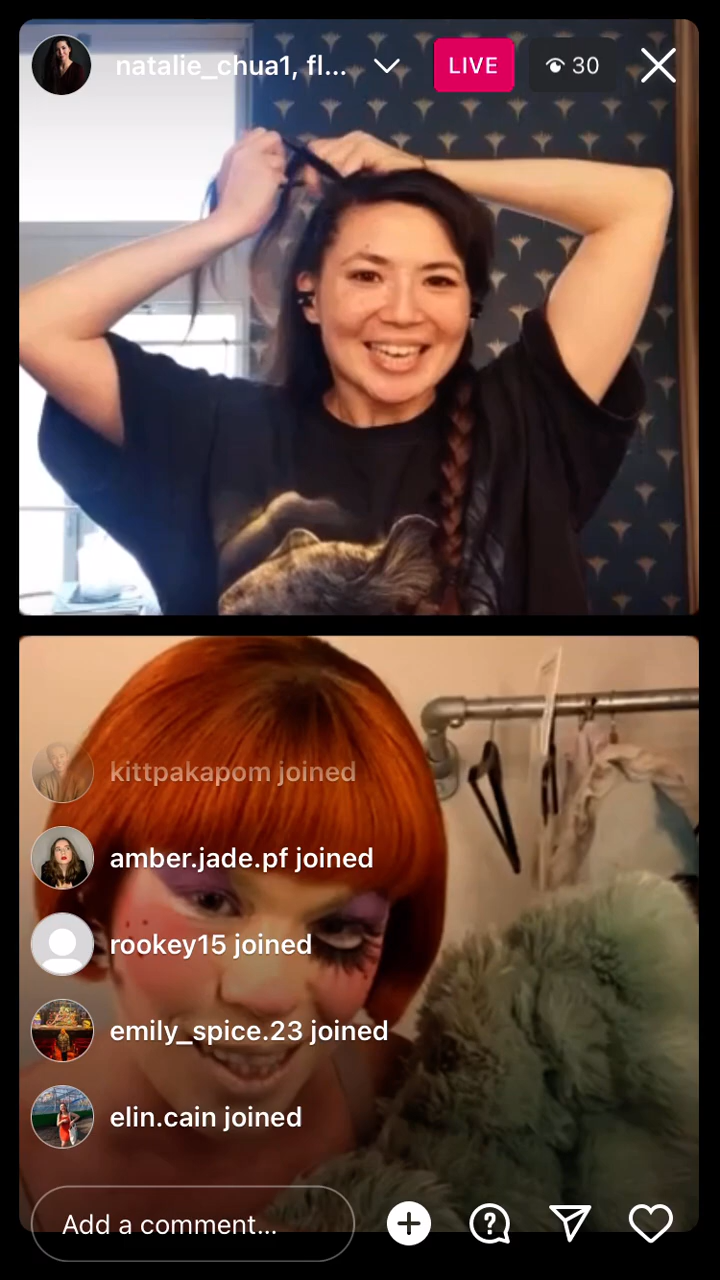 natalie_chua1, fl...
LIVE
30
kittpakapom joined
amber.jade.pf joined
rookey15 joined
emily_spice.23 joined
elin.cain joined
Add a comment...
?